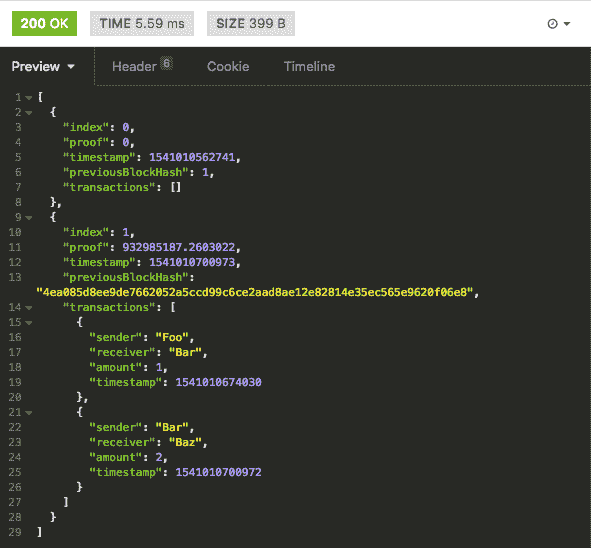 200 OK TIME 5.59 ms SIZE 399 B
Preview Header 6 Cookie Timeline
1 [
2 {
3 "index": 0,
4 "proof": 0,
5 "timestamp": 1541010562741,
6 "previousBlockHash": 1,
7 "transactions": []
8 },
9 {
10 "index": 1,
11 "proof": 932985187.2603022,
12 "timestamp": 1541010700973,
13 "previousBlockHash":
"4ea085d8ee9de7662052a5ccd99c6ce2aad8ae12e82814e35ec565e9620f06e8",
14 "transactions": [
15 {
16 "sender": "Foo",
17 "receiver": "Bar",
18 "amount": 1,
19 "timestamp": 1541010674030
20 },
21 {
22 "sender": "Bar",
23 "receiver": "Baz",
24 "amount": 2,
25 "timestamp": 1541010700972
26 }
27 ]
28 }
29 ]